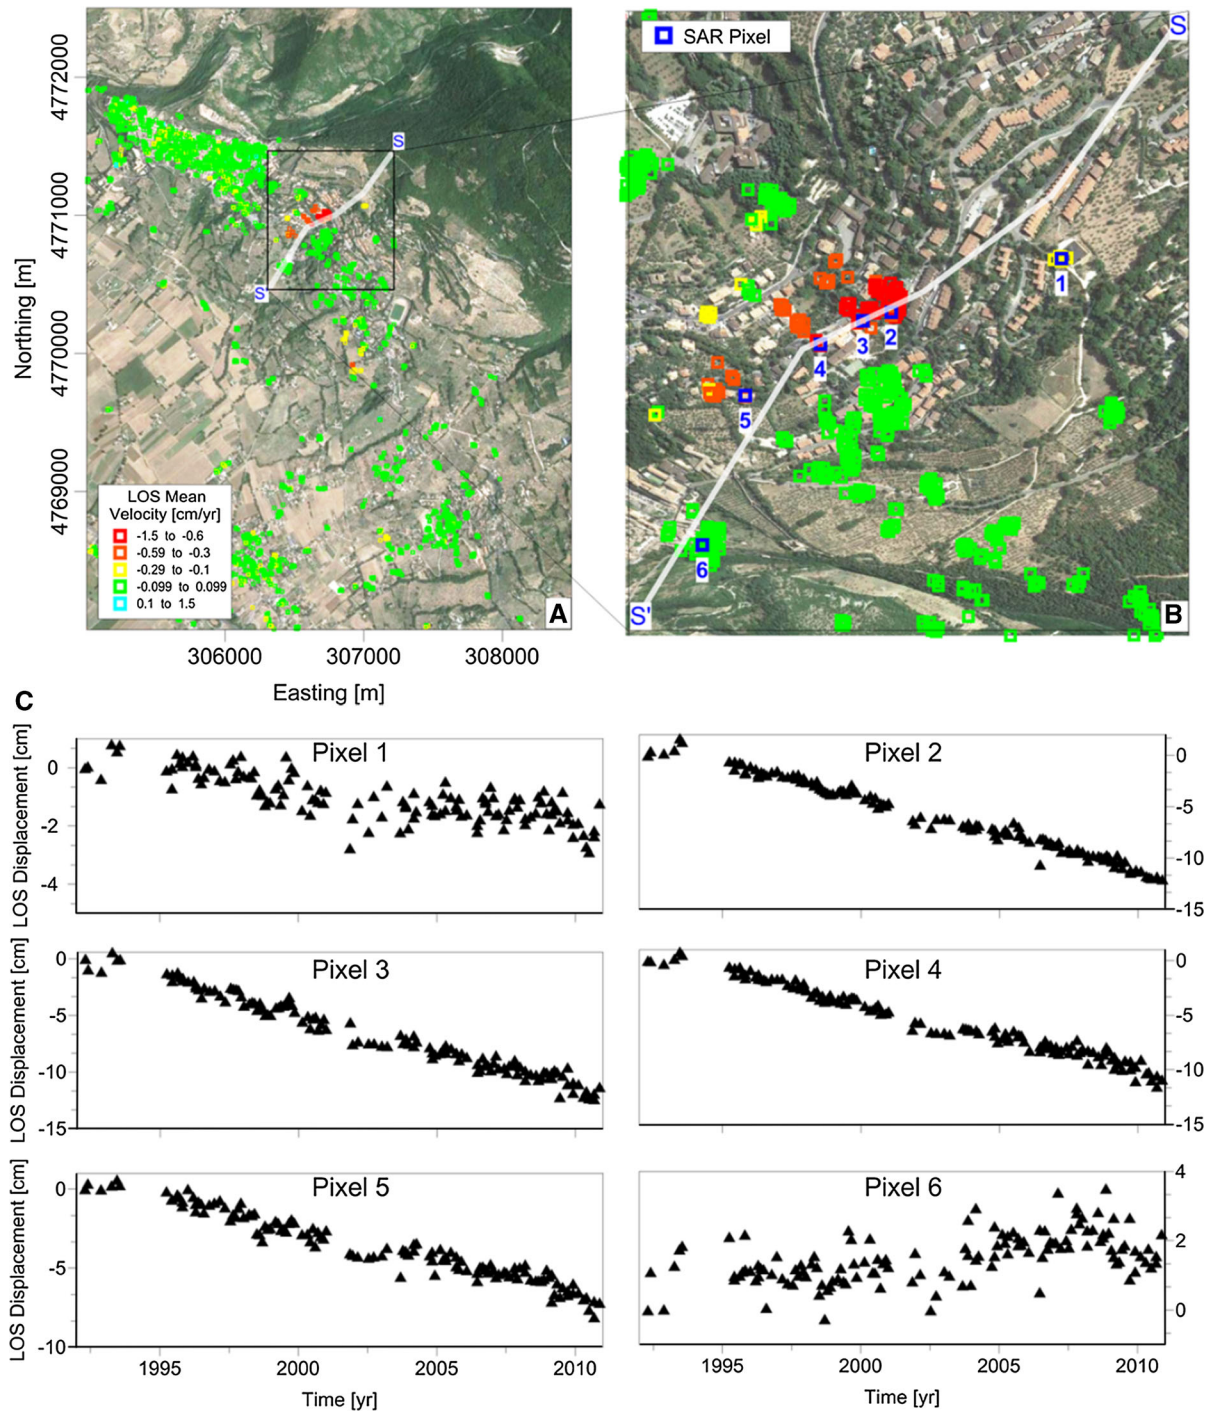 SAR Pixel
S
S
S'
Northing [m]
4772000
4771000
4770000
4769000
LOS Mean
Velocity [cm/yr]
-1.5 to -0.6
-0.59 to -0.3
-0.29 to -0.1
-0.099 to 0.099
0.1 to 1.5
A
306000
307000
308000
Easting [m]
1
2
3
4
5
6
S'
B
C
LOS Displacement [cm]
0
-2
-4
Pixel 1
Pixel 2
0
-5
-10
-15
LOS Displacement [cm]
0
-5
-10
-15
Pixel 3
Pixel 4
0
-5
-10
-15
LOS Displacement [cm]
0
-5
-10
Pixel 5
Pixel 6
4
2
0
1995
2000
2005
2010
Time [yr]
1995
2000
2005
2010
Time [yr]